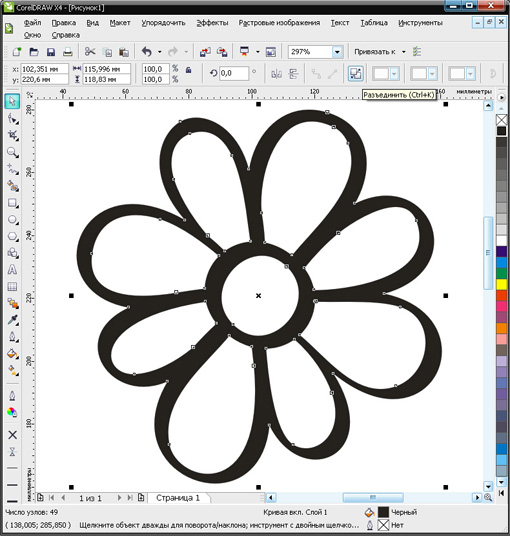 CorelDRAW X4 - [Рисунок1]
Файл Правка Вид Макет Упорядочить Эффекты Растровые изображения Текст Таблица Инструменты
Окно Справка
297% Привязать к
x: 102,351 мм 115,996 мм 100,0 % 0,0
y: 220,6 мм 118,83 мм 100,0 %
Разъединить (Ctrl+K)
40 60 80 100 120 140 160 миллиметры
280
260
240
220
200
180
миллиметры
1 из 1 Страница 1
Число узлов: 49 Кривая вкл. Слой 1 Черный
( 138,005; 285,850 ) Щелкните объект дважды для поворота/наклона; инструмент с двойным щелчко... Нет